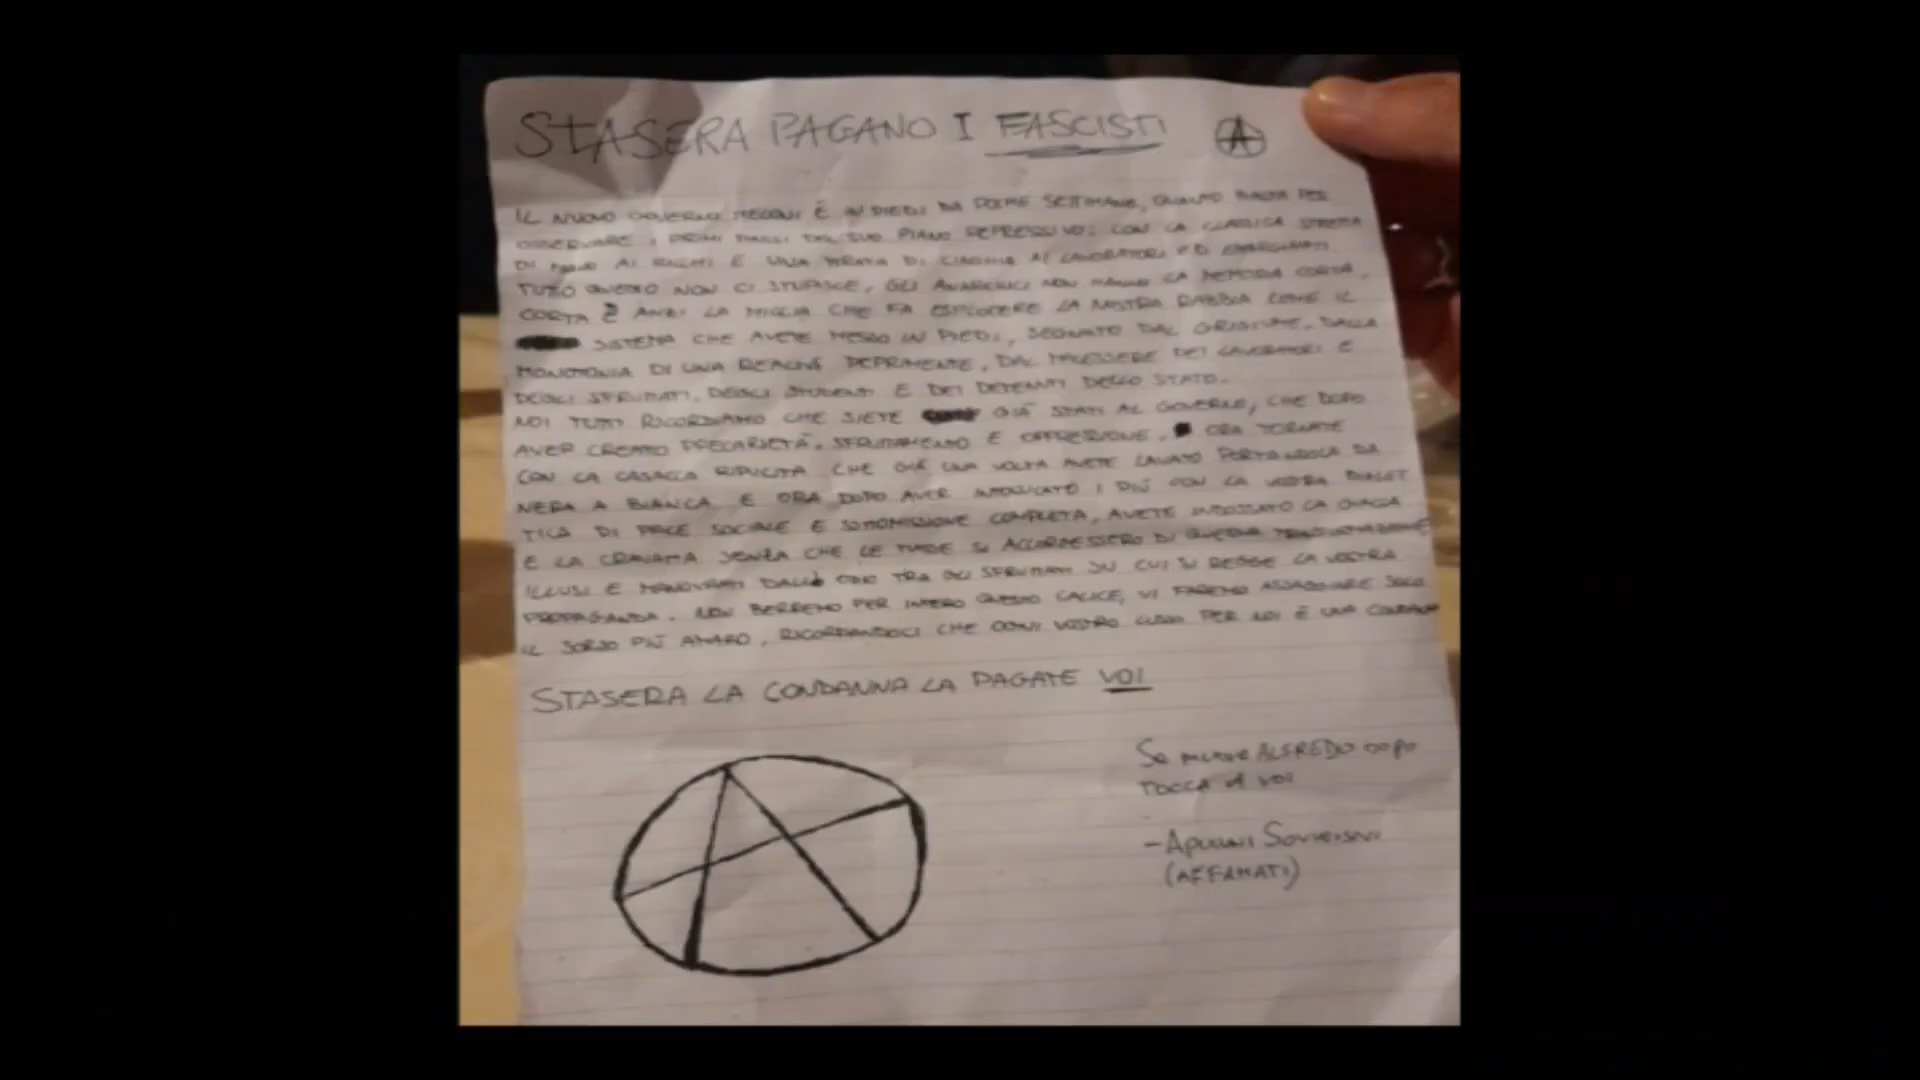 STASERA PAGANO I FASCISTI
IL NUOVO GOVERNO MELONI È IN PIEDI DA POCHE SETTIMANE, QUANTO BASTA PER
OSSERVARE I PRIMI PASSI DEL SUO PIANO REPRESSIVO: CON LA CLASSICA STRETTA
DI MANO AI RICCHI E UNA TIRATA DI CINGHIA AI LAVORATORI ED EMARGINATI.
TUTTO QUESTO NON CI STUPISCE, GLI ANARCHICI NON HANNO LA MEMORIA CORTA.
CORTA È ANZI LA MICCIA CHE FA ESPLODERE LA NOSTRA RABBIA COME IL
SISTEMA CHE AVETE MESSO IN PIEDI, SEGNATO DAL GRIGIUME, DALLA
MONOTONIA DI UNA REALTÀ DEPRIMENTE, DAL MALESSERE DEI LAVORATORI E
DEGLI SFRUTTATI, DEGLI STUDENTI E DEI DETENUTI DELLO STATO.
NOI TUTTI RICORDIAMO CHE SIETE GIÀ STATI AL GOVERNO, CHE DOPO
AVER CREATO PRECARIETÀ, SFRUTTAMENTO E OPPRESSIONE, ORA TORNATE
CON LA CASACCA RIPULITA CHE GIÀ UNA VOLTA AVETE LAVATO PORTANDOLA DA
NERA A BIANCA E ORA DOPO AVER I PIÙ CON LA VOSTRA
TICA DI PACE SOCIALE E SOTTOMISSIONE COMPLETA, AVETE INDOSSATO LA GIACCA
E LA CRAVATTA SENZA CHE LE MASSE SI ACCORGESSERO DI QUESTA
ILLUSI E MANOVRATI DALL' ODIO TRA GLI SFRUTTATI SU CUI SI REGGE LA VOSTRA
PROPAGANDA. NON BERREMO PER INTERO QUESTO CALICE, VI FAREMO ASSAGGIARE SOLO
IL SORSO PIÙ AMARO, RICORDANDOCI CHE OGNI VOSTRO LUSSO PER NOI È UNA CONDANNA
STASERA LA CONDANNA LA PAGATE VOI
Se muore ALFREDO dopo
TOCCA A VOI
(AFFAMATI)